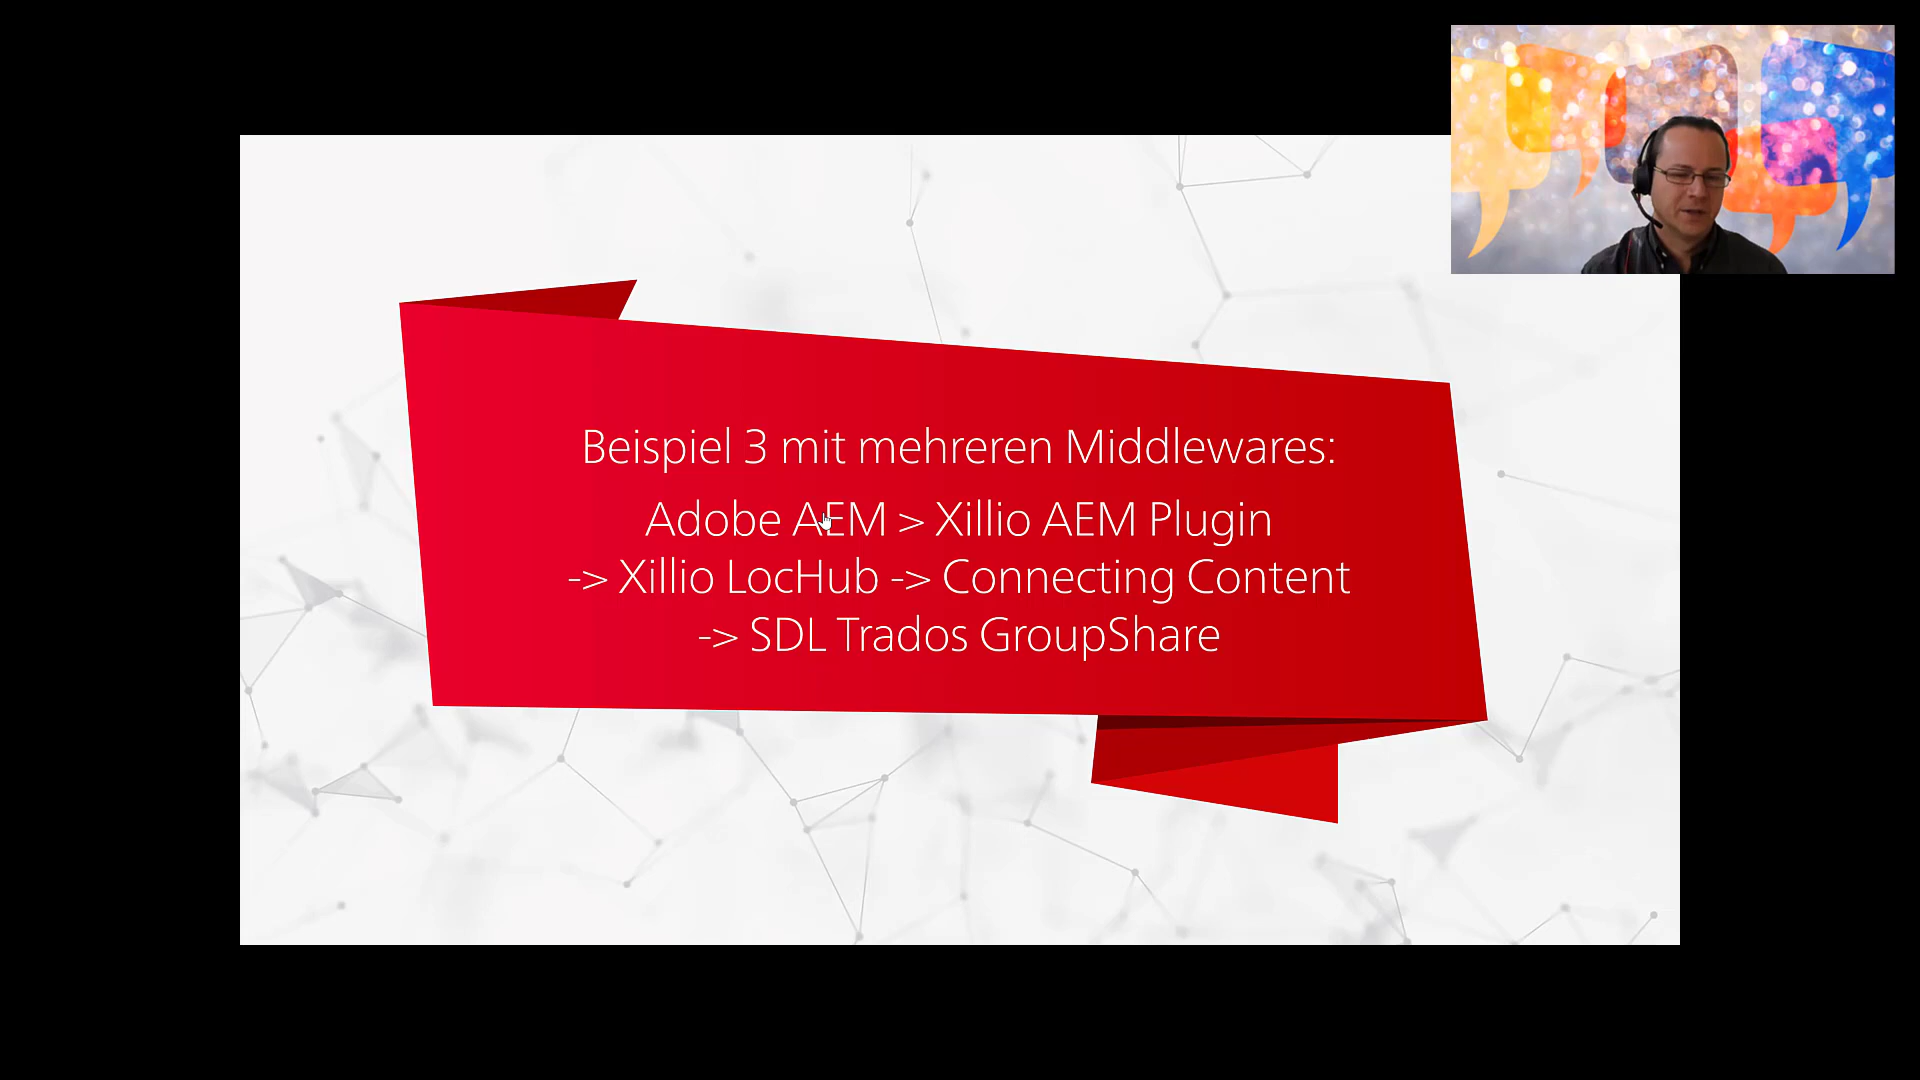 Beispiel 3 mit mehreren Middlewares:
Adobe AEM > Xillio AEM Plugin
-> Xillio LocHub -> Connecting Content
-> SDL Trados GroupShare